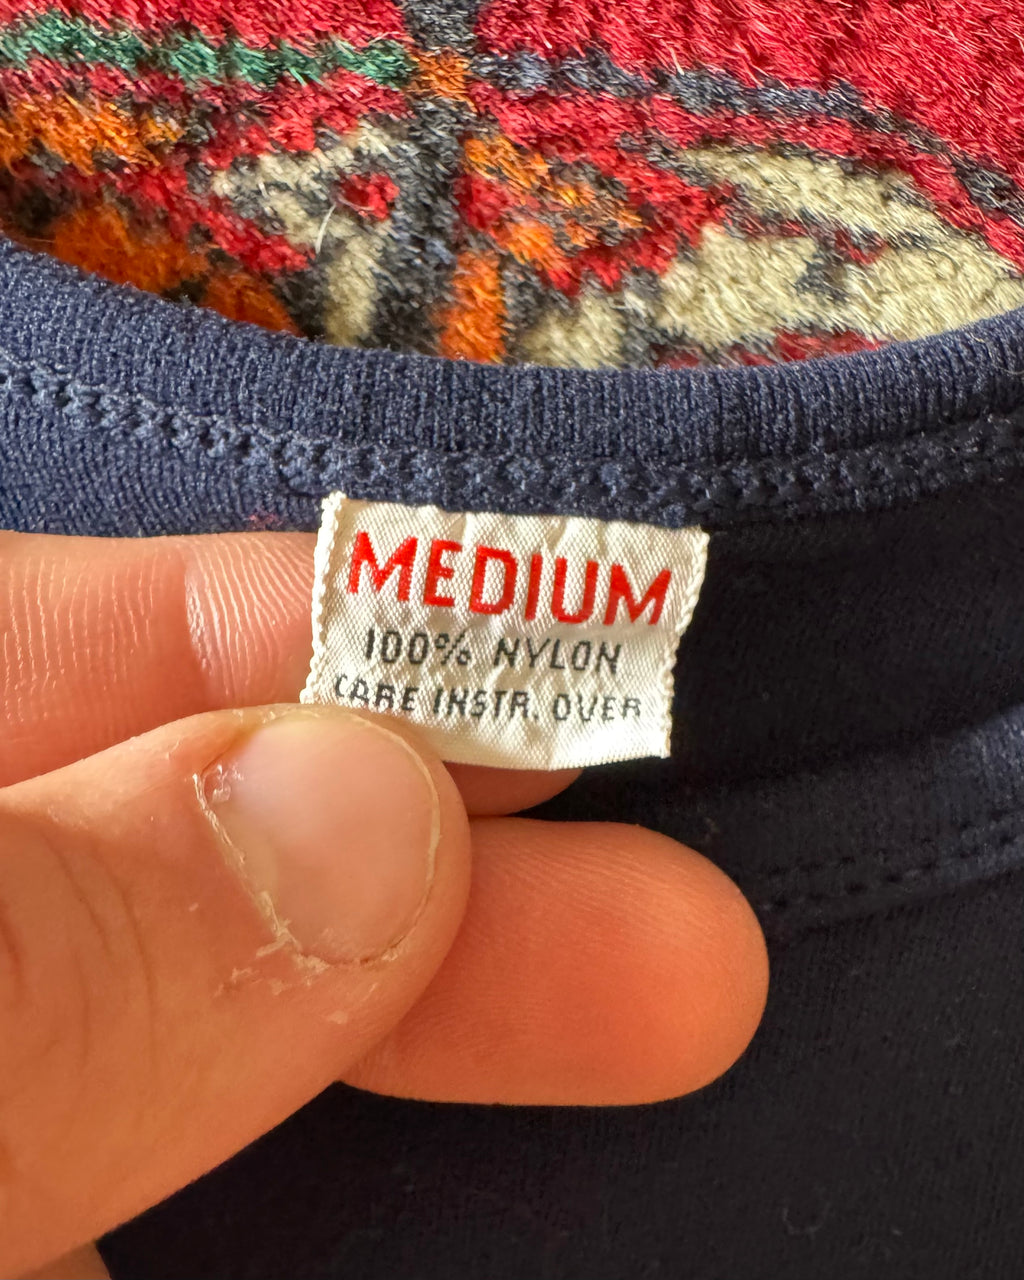 MEDIUM
100% NYLON
CARE INSTR. OVER